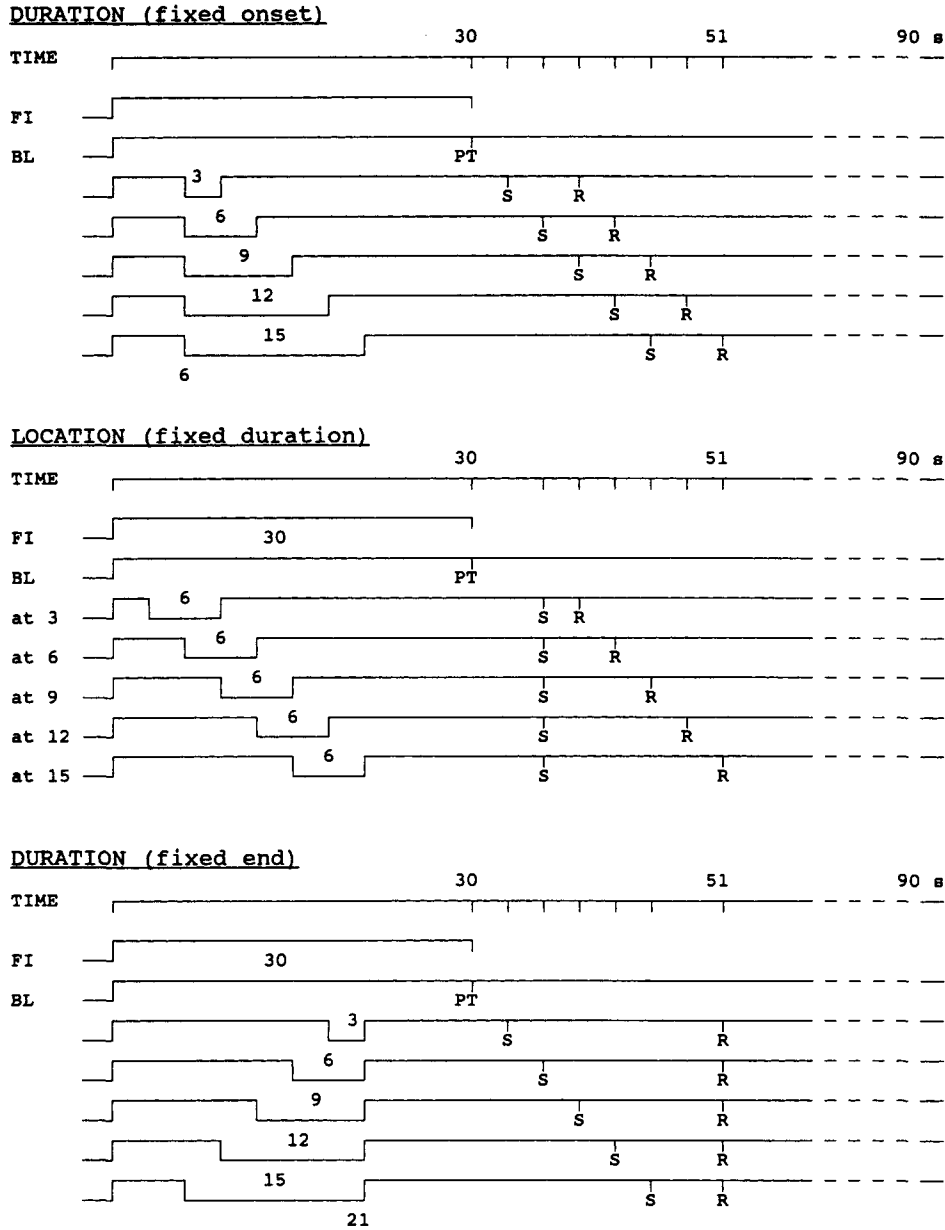 DURATION (fixed onset)
30 51 90 s
TIME
FI
BL PT
3
S R
6
S R
9
S R
12
S R
15
S R
6
LOCATION (fixed duration)
30 51 90 s
TIME
FI 30
BL PT
6
at 3 S R
6
at 6 S R
6
at 9 S R
6
at 12 S R
6
at 15 S R
DURATION (fixed end)
30 51 90 s
TIME
FI 30
BL PT
3
S R
6
S R
9
S R
12
S R
15
S R
21